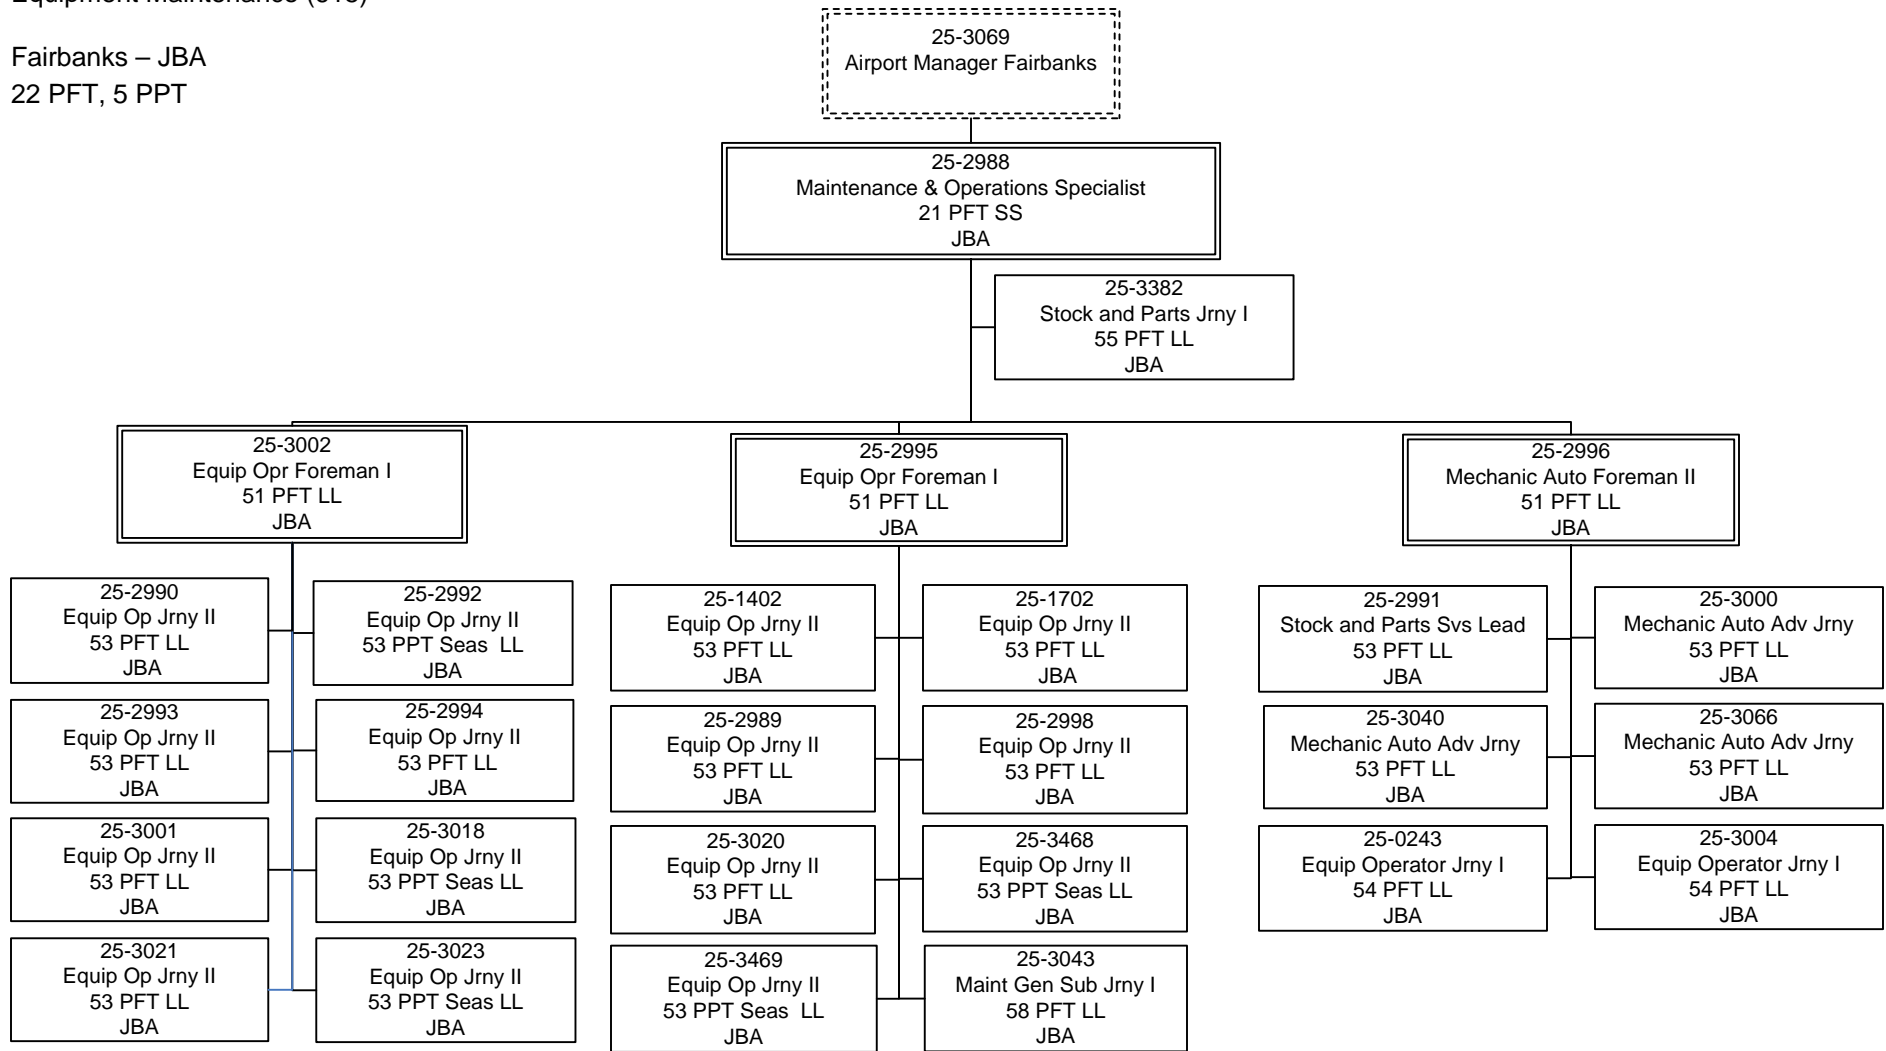 Fairbanks – JBA
22 PFT, 5 PPT
25-3069
Airport Manager Fairbanks
25-2988
Maintenance & Operations Specialist
21 PFT SS
JBA
25-3382
Stock and Parts Jrny I
55 PFT LL
JBA
25-3002
Equip Opr Foreman I
51 PFT LL
JBA
25-2995
Equip Opr Foreman I
51 PFT LL
JBA
25-2996
Mechanic Auto Foreman II
51 PFT LL
JBA
25-2990
Equip Op Jrny II
53 PFT LL
JBA
25-2992
Equip Op Jrny II
53 PPT Seas LL
JBA
25-2993
Equip Op Jrny II
53 PFT LL
JBA
25-2994
Equip Op Jrny II
53 PFT LL
JBA
25-3001
Equip Op Jrny II
53 PFT LL
JBA
25-3018
Equip Op Jrny II
53 PPT Seas LL
JBA
25-3021
Equip Op Jrny II
53 PFT LL
JBA
25-3023
Equip Op Jrny II
53 PPT Seas LL
JBA
25-1402
Equip Op Jrny II
53 PFT LL
JBA
25-1702
Equip Op Jrny II
53 PFT LL
JBA
25-2989
Equip Op Jrny II
53 PFT LL
JBA
25-2998
Equip Op Jrny II
53 PFT LL
JBA
25-3020
Equip Op Jrny II
53 PFT LL
JBA
25-3468
Equip Op Jrny II
53 PPT Seas LL
JBA
25-3469
Equip Op Jrny II
53 PPT Seas LL
JBA
25-3043
Maint Gen Sub Jrny I
58 PFT LL
JBA
25-2991
Stock and Parts Svs Lead
53 PFT LL
JBA
25-3000
Mechanic Auto Adv Jrny
53 PFT LL
JBA
25-3040
Mechanic Auto Adv Jrny
53 PFT LL
JBA
25-3066
Mechanic Auto Adv Jrny
53 PFT LL
JBA
25-0243
Equip Operator Jrny I
54 PFT LL
JBA
25-3004
Equip Operator Jrny I
54 PFT LL
JBA